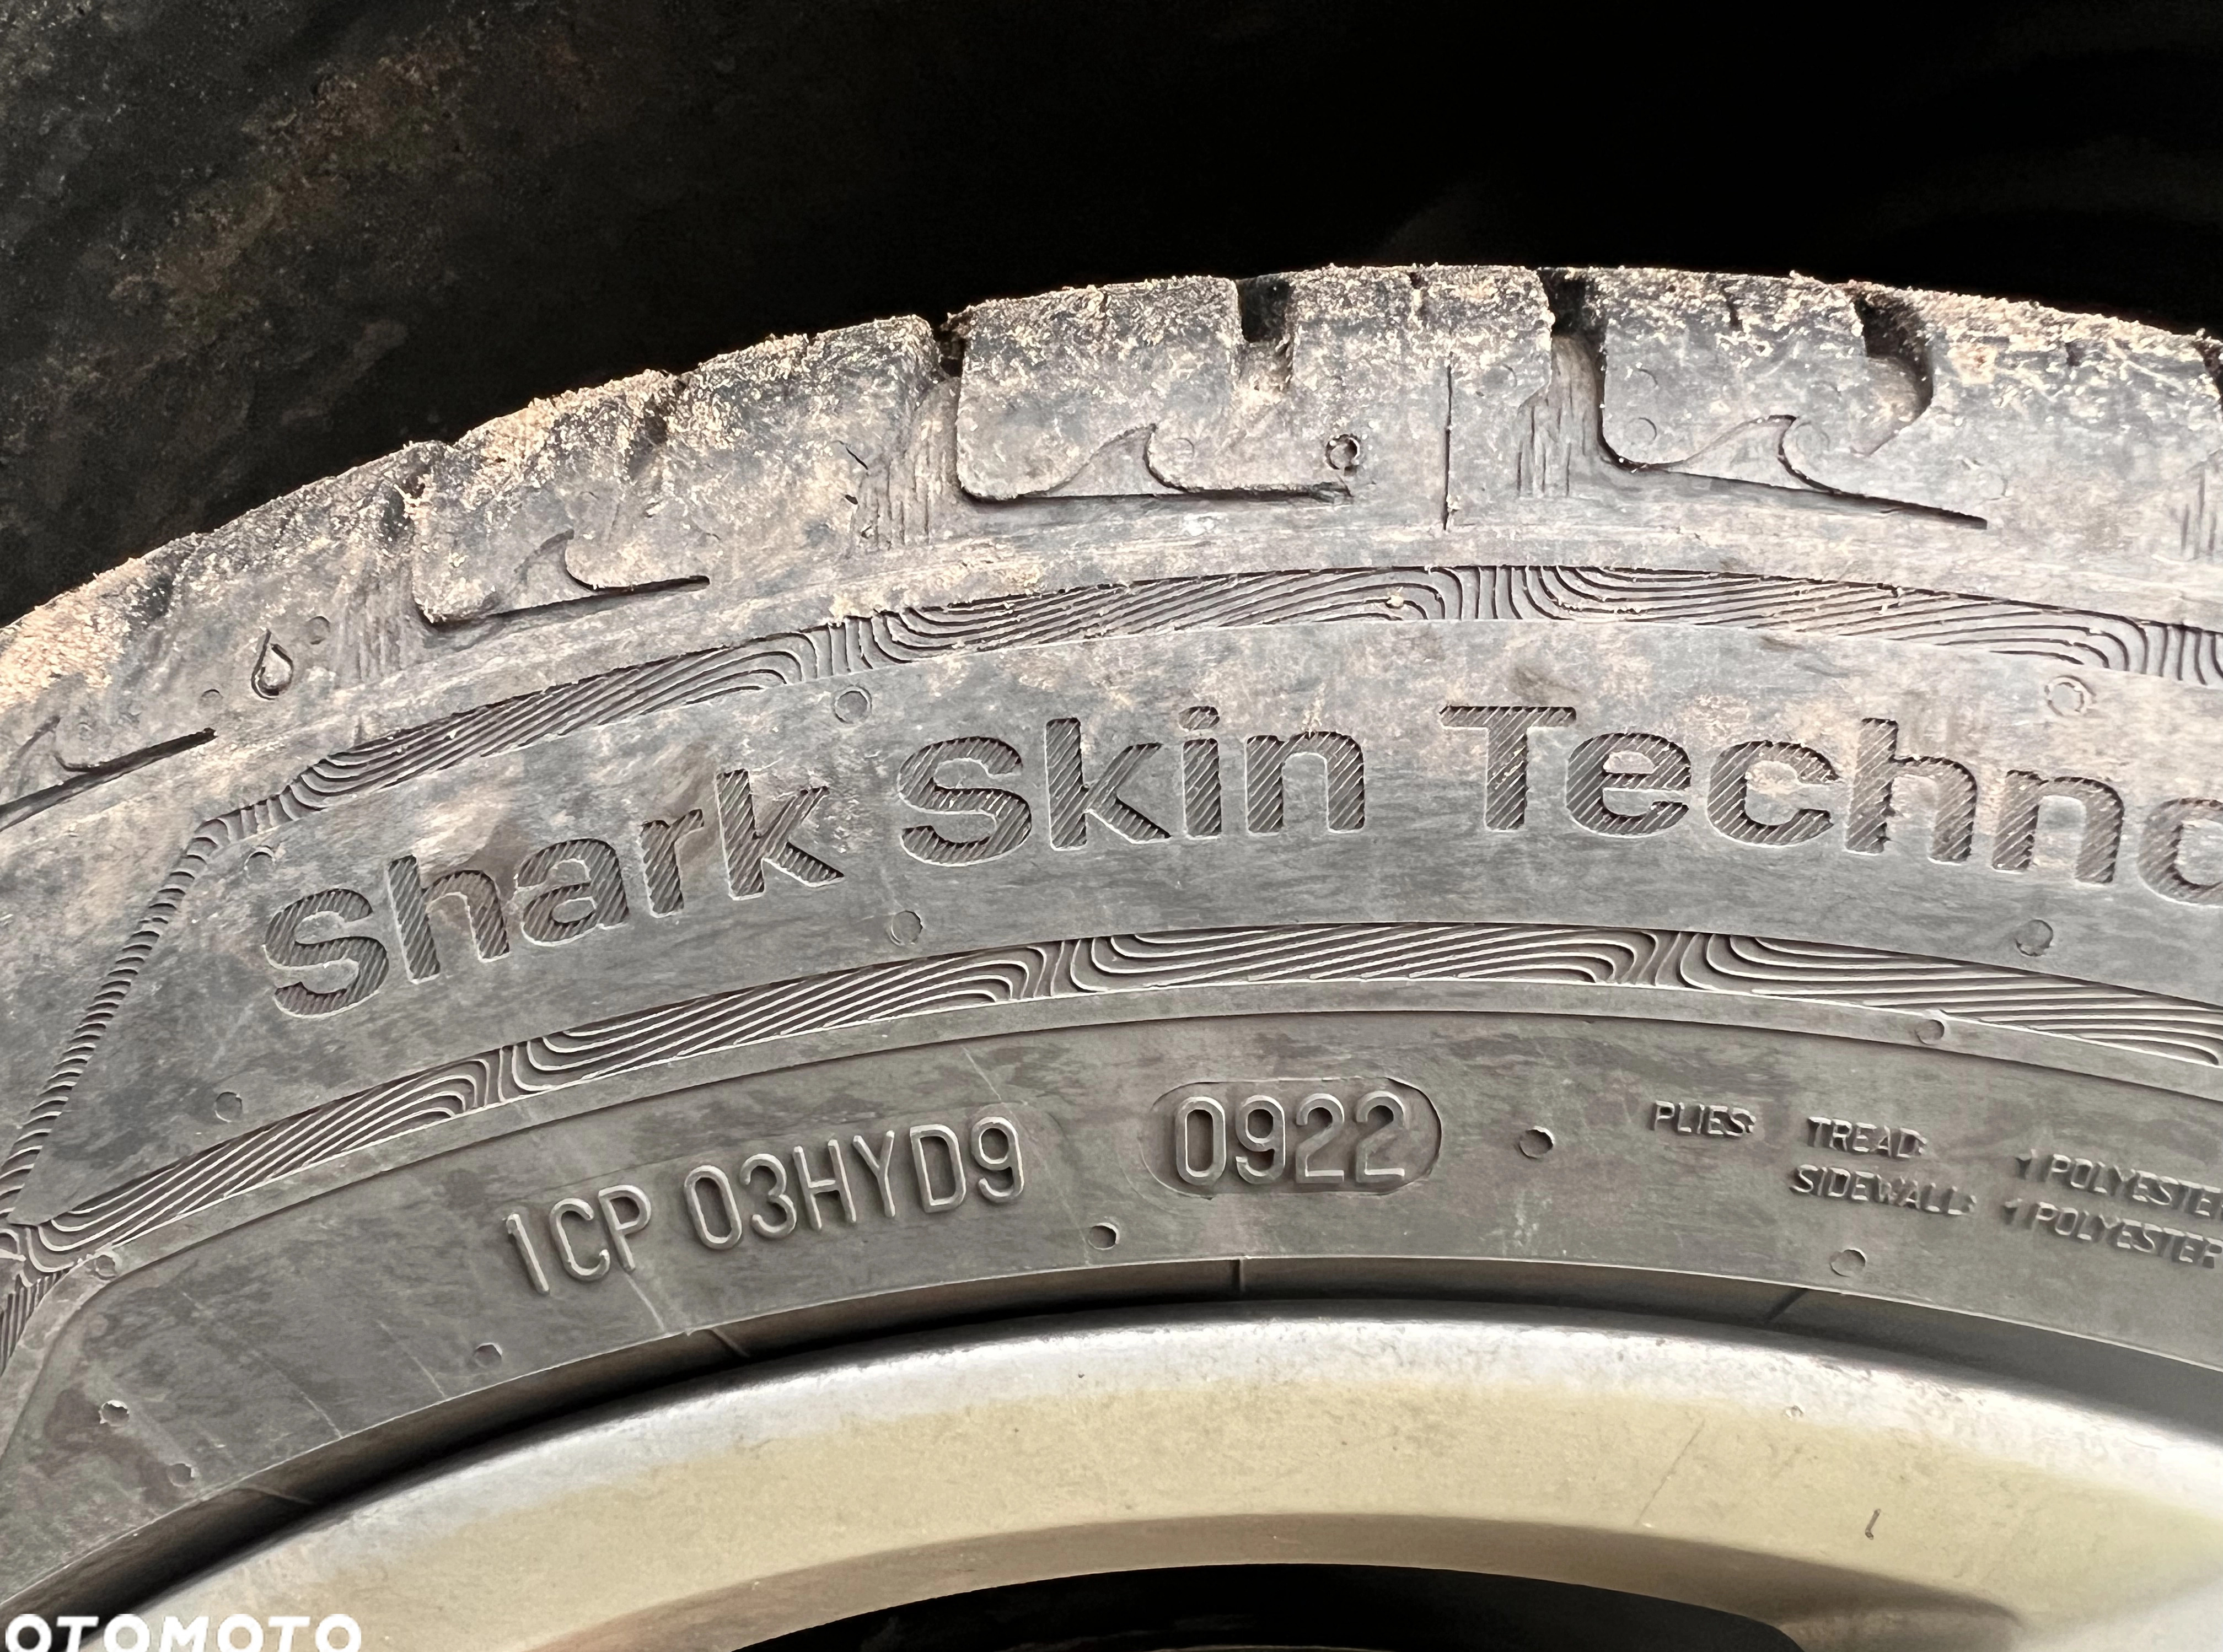 Shark Skin Techno
1CP 03HYD9 0922
PLIES: TREAD: 1 POLYESTER
SIDEWALL: 1 POLYESTER
OTOMOTO